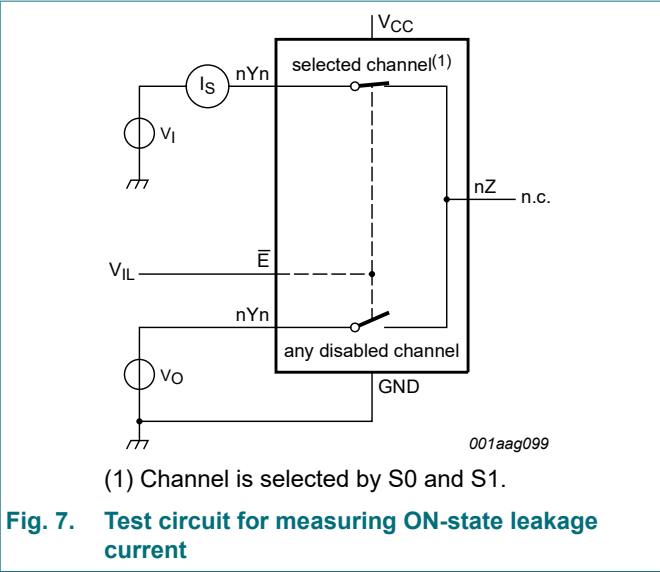 VCC
selected channel(1)
nYn
IS
VI
nZ
n.c.
E
VIL
nYn
any disabled channel
VO
GND
001aag099
(1) Channel is selected by S0 and S1.
Fig. 7. Test circuit for measuring ON-state leakage
current